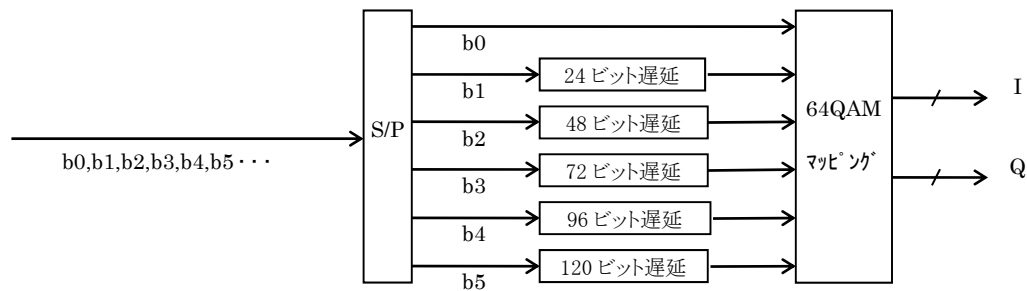 b0,b1,b2,b3,b4,b5･･･
S/P
b0
b1
b2
b3
b4
b5
24 ビット遅延
48 ビット遅延
72 ビット遅延
96 ビット遅延
120 ビット遅延
64QAM
ﾏｯﾋﾟﾝｸﾞ
I
Q